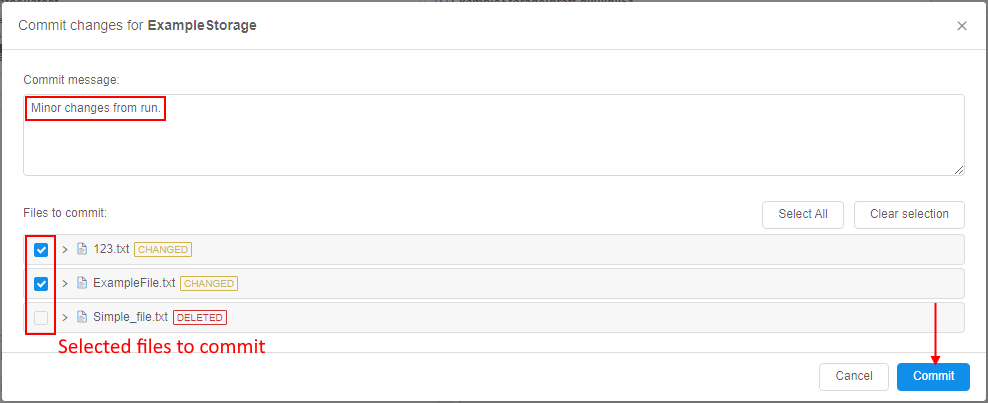 Commit changes for ExampleStorage
Commit message:
Minor changes from run.
Files to commit:
Select All
Clear selection
123.txt CHANGED
ExampleFile.txt CHANGED
Simple_file.txt DELETED
Selected files to commit
Cancel
Commit